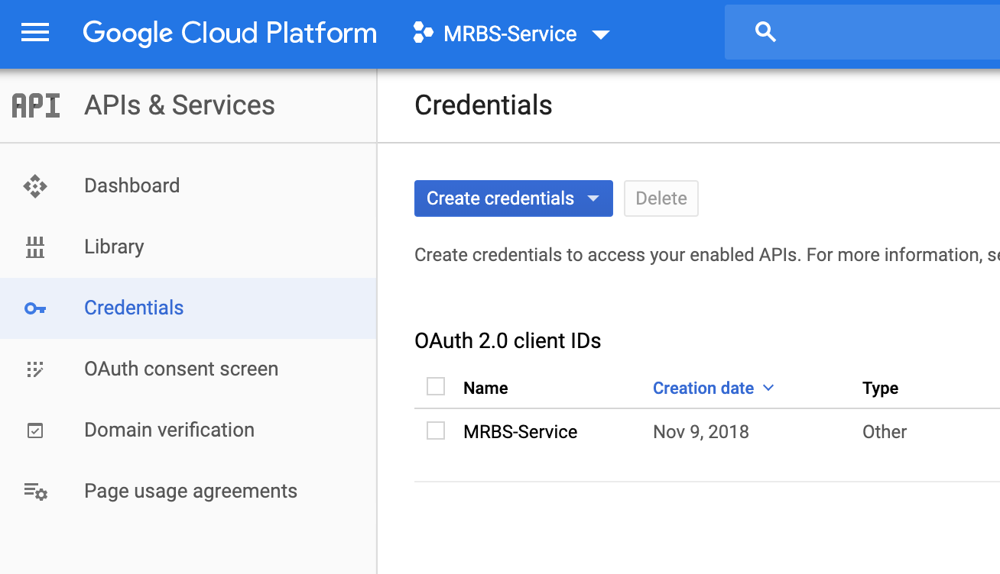 Google Cloud Platform MRBS-Service
API APIs & Services
Credentials
Dashboard
Library
Credentials
OAuth consent screen
Domain verification
Page usage agreements
Create credentials Delete
Create credentials to access your enabled APIs. For more information, se
OAuth 2.0 client IDs
Name Creation date Type
MRBS-Service Nov 9, 2018 Other